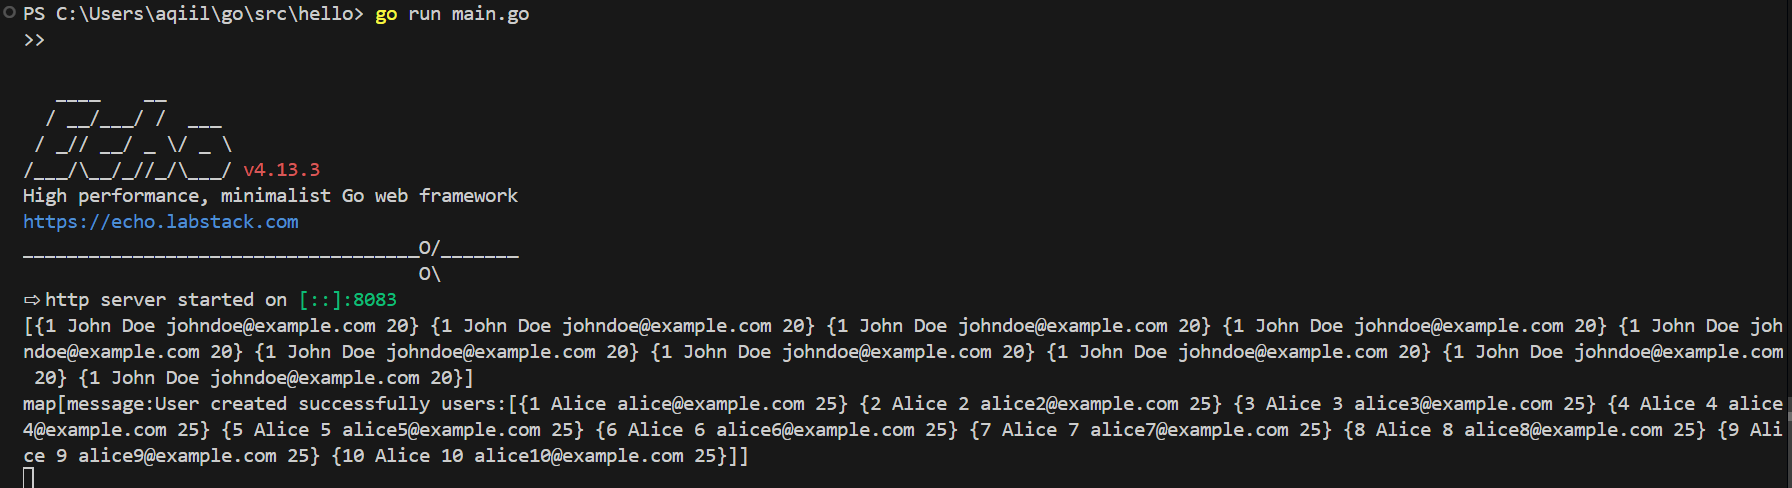 PS C:\Users\aqiil\go\src\hello> go run main.go
>>
   ____    __
  / __/___/ /  ___
 / _// __/ _ \/ _ \
/___/\__/_//_/\___/ v4.13.3
High performance, minimalist Go web framework
https://echo.labstack.com
____________________________________O/_______
                                    O\
⇨ http server started on [::]:8083
[{1 John Doe johndoe@example.com 20} {1 John Doe johndoe@example.com 20} {1 John Doe johndoe@example.com 20} {1 John Doe johndoe@example.com 20} {1 John Doe joh
ndoe@example.com 20} {1 John Doe johndoe@example.com 20} {1 John Doe johndoe@example.com 20} {1 John Doe johndoe@example.com 20} {1 John Doe johndoe@example.com
 20} {1 John Doe johndoe@example.com 20}]
map[message:User created successfully users:[{1 Alice alice@example.com 25} {2 Alice 2 alice2@example.com 25} {3 Alice 3 alice3@example.com 25} {4 Alice 4 alice
4@example.com 25} {5 Alice 5 alice5@example.com 25} {6 Alice 6 alice6@example.com 25} {7 Alice 7 alice7@example.com 25} {8 Alice 8 alice8@example.com 25} {9 Ali
ce 9 alice9@example.com 25} {10 Alice 10 alice10@example.com 25}]]